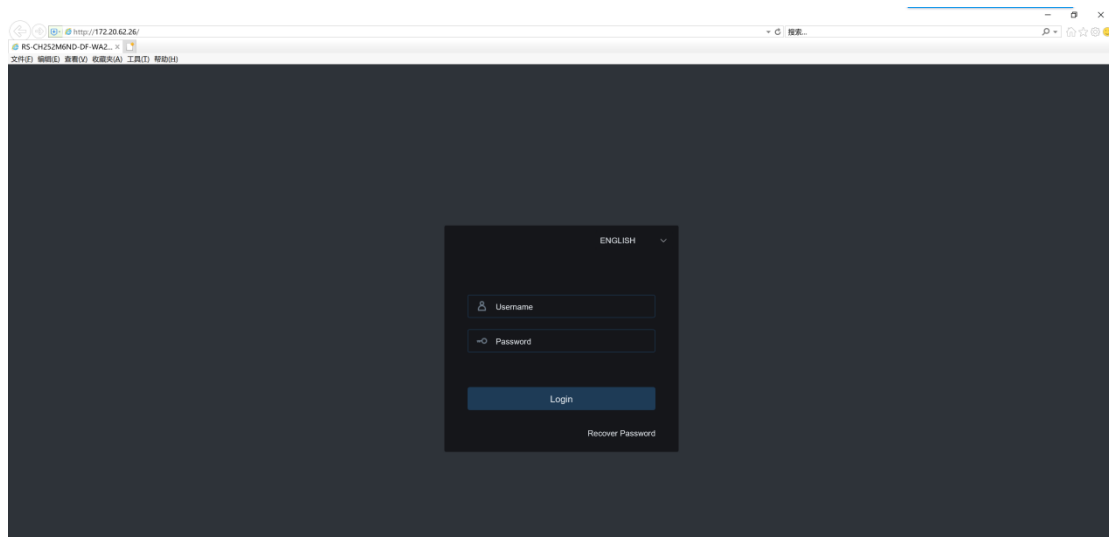 http://172.20.62.26/
搜索...
RS-CH252M6ND-DF-WA2...
文件(F) 编辑(E) 查看(V) 收藏夹(A) 工具(T) 帮助(H)
ENGLISH
Username
Password
Login
Recover Password